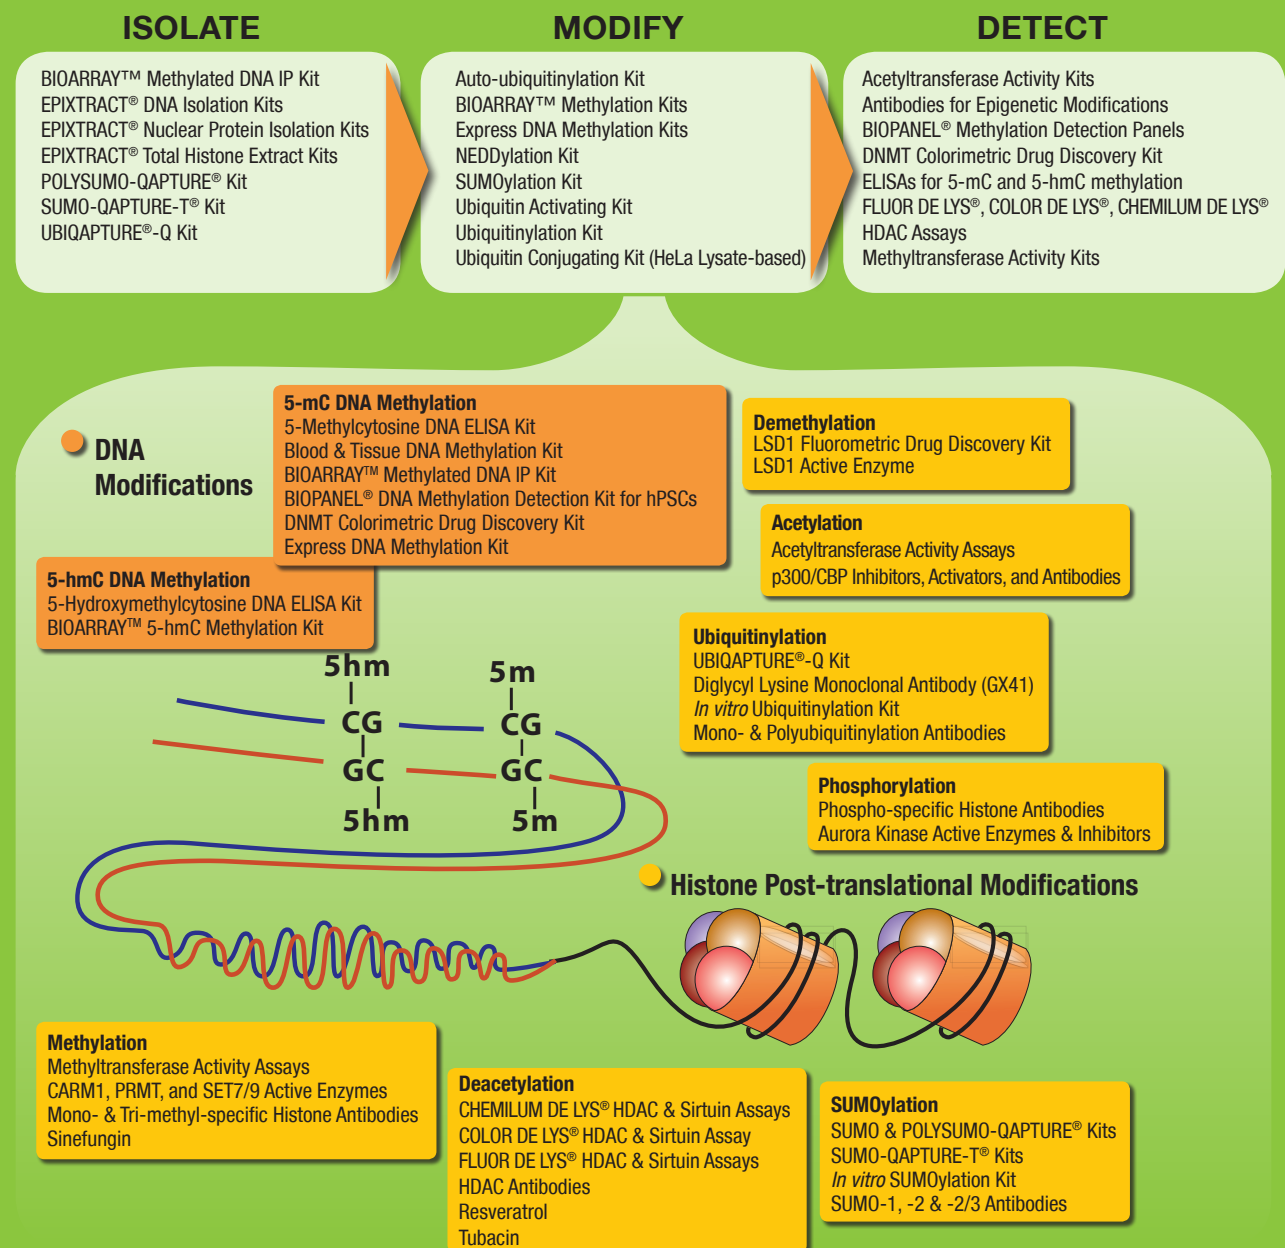 ISOLATE
BIOARRAY™ Methylated DNA IP Kit
EPIXTRACT® DNA Isolation Kits
EPIXTRACT® Nuclear Protein Isolation Kits
EPIXTRACT® Total Histone Extract Kits
POLYSUMO-QAPTURE® Kit
SUMO-QAPTURE-T® Kit
UBIQAPTURE®-Q Kit
MODIFY
Auto-ubiquitinylation Kit
BIOARRAY™ Methylation Kits
Express DNA Methylation Kits
NEDDylation Kit
SUMOylation Kit
Ubiquitin Activating Kit
Ubiquitinylation Kit
Ubiquitin Conjugating Kit (HeLa Lysate-based)
DETECT
Acetyltransferase Activity Kits
Antibodies for Epigenetic Modifications
BIOPANEL® Methylation Detection Panels
DNMT Colorimetric Drug Discovery Kit
ELISAs for 5-mC and 5-hmC methylation
FLUOR DE LYS®, COLOR DE LYS®, CHEMILUM DE LYS®
HDAC Assays
Methyltransferase Activity Kits
DNA
Modifications
5-mC DNA Methylation
5-Methylcytosine DNA ELISA Kit
Blood & Tissue DNA Methylation Kit
BIOARRAY™ Methylated DNA IP Kit
BIOPANEL® DNA Methylation Detection Kit for hPSCs
DNMT Colorimetric Drug Discovery Kit
Express DNA Methylation Kit
5-hmC DNA Methylation
5-Hydroxymethylcytosine DNA ELISA Kit
BIOARRAY™ 5-hmC Methylation Kit
Demethylation
LSD1 Fluorometric Drug Discovery Kit
LSD1 Active Enzyme
Acetylation
Acetyltransferase Activity Assays
p300/CBP Inhibitors, Activators, and Antibodies
Ubiquitinylation
UBIQAPTURE®-Q Kit
Diglycyl Lysine Monoclonal Antibody (GX41)
In vitro Ubiquitinylation Kit
Mono- & Polyubiquitinylation Antibodies
Phosphorylation
Phospho-specific Histone Antibodies
Aurora Kinase Active Enzymes & Inhibitors
5hm
CG
GC
5hm
5m
CG
GC
5m
Histone Post-translational Modifications
Methylation
Methyltransferase Activity Assays
CARM1, PRMT, and SET7/9 Active Enzymes
Mono- & Tri-methyl-specific Histone Antibodies
Sinefungin
Deacetylation
CHEMILUM DE LYS® HDAC & Sirtuin Assays
COLOR DE LYS® HDAC & Sirtuin Assay
FLUOR DE LYS® HDAC & Sirtuin Assays
HDAC Antibodies
Resveratrol
Tubacin
SUMOylation
SUMO & POLYSUMO-QAPTURE® Kits
SUMO-QAPTURE-T® Kits
In vitro SUMOylation Kit
SUMO-1, -2 & -2/3 Antibodies